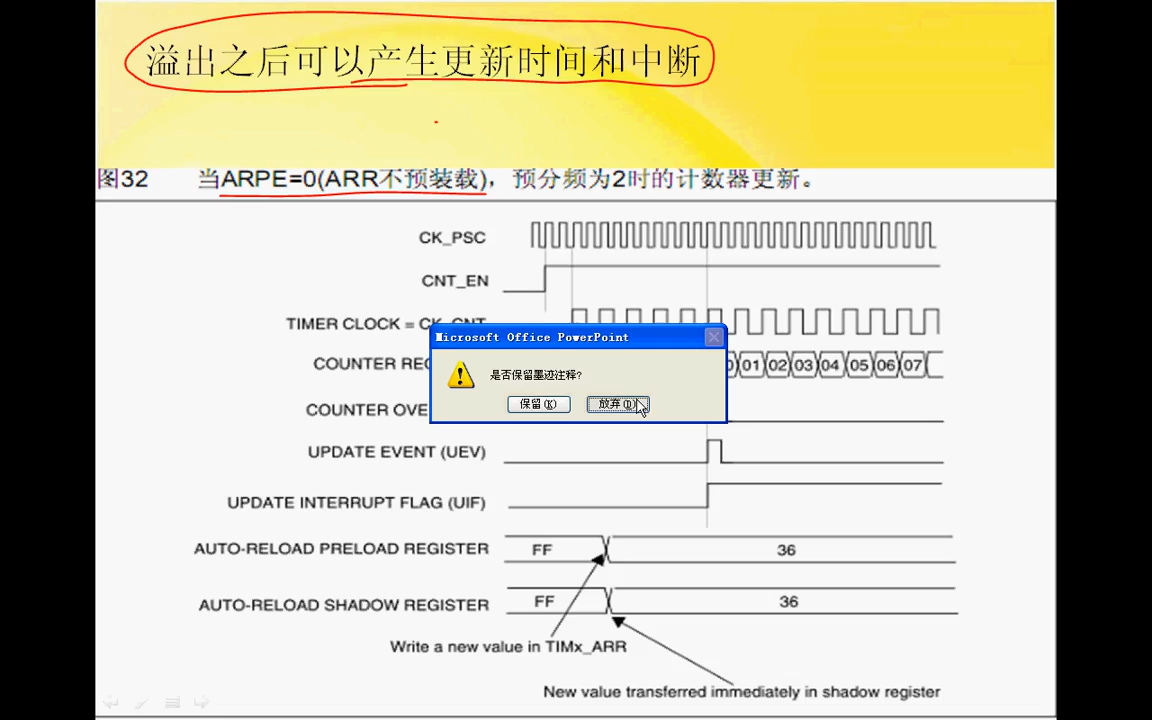 溢出之后可以产生更新时间和中断
图32 当ARPE=0(ARR不预装载)，预分频为2时的计数器更新。
CK_PSC
CNT_EN
TIMER CLOCK =
Microsoft Office PowerPoint
COUNTER
01 02 03 04 05 06 07
是否保留墨迹注释?
保留(K) 放弃(D)
COUNTER
UPDATE EVENT (UEV)
UPDATE INTERRUPT FLAG (UIF)
AUTO-RELOAD PRELOAD REGISTER FF 36
AUTO-RELOAD SHADOW REGISTER FF 36
Write a new value in TIMx_ARR
New value transferred immediately in shadow register